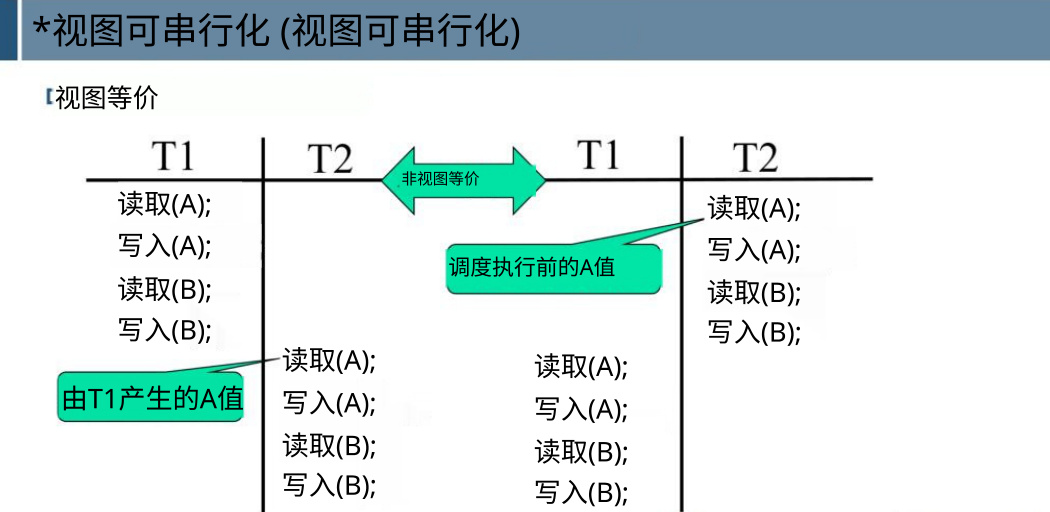 *视图可串行化 (视图可串行化)
视图等价
T1
T2
非视图等价
T1
T2
读取(A);
写入(A);
读取(B);
写入(B);
由T1产生的A值
读取(A);
写入(A);
读取(B);
写入(B);
调度执行前的A值
读取(A);
写入(A);
读取(B);
写入(B);
读取(A);
写入(A);
读取(B);
写入(B);